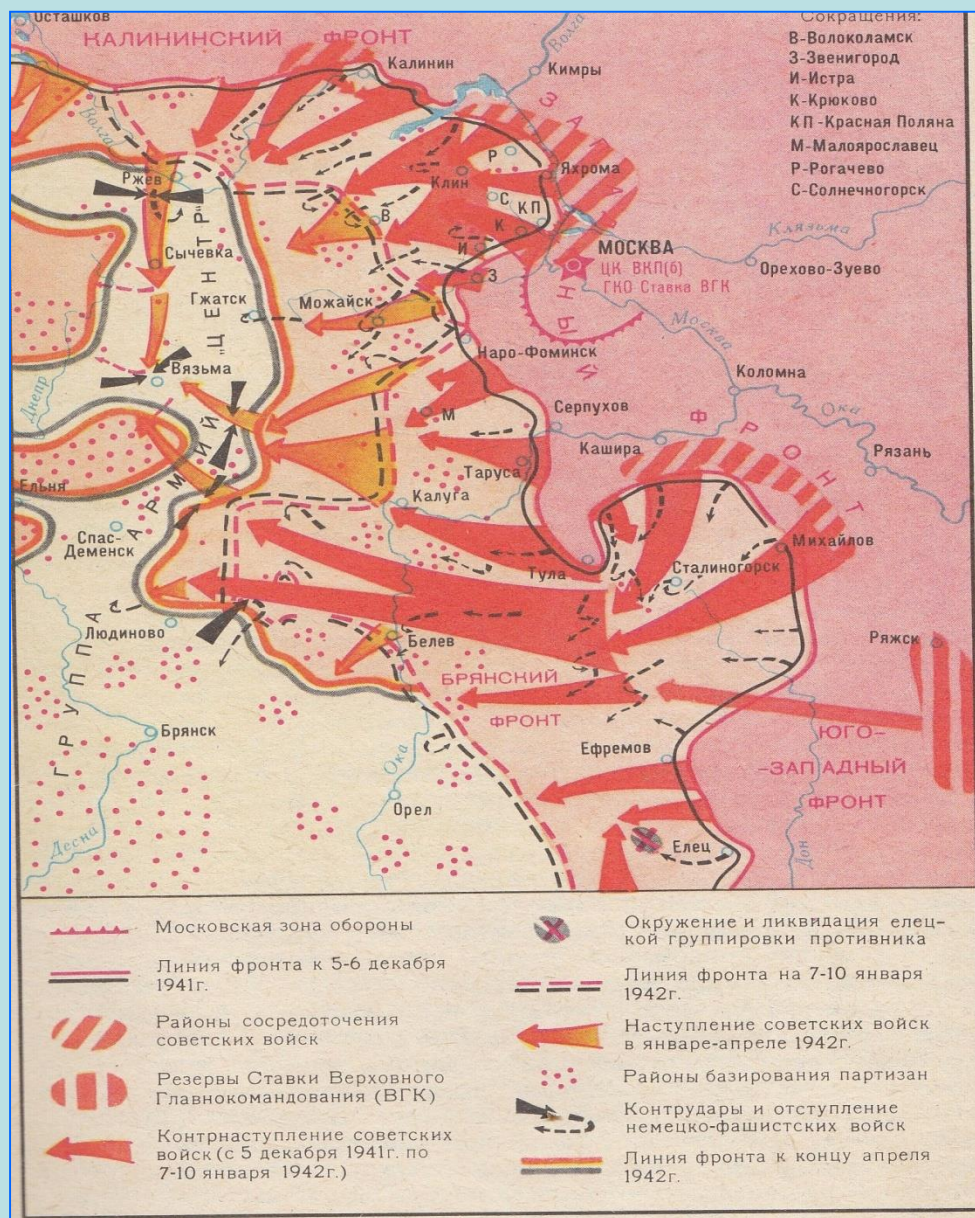 Осташков
КАЛИНИНСКИЙ ФРОНТ
Калинин
Кимры
Волга
Сокращения:
В-Волоколамск
З-Звенигород
И-Истра
К-Крюково
КП-Красная Поляна
М-Малоярославец
Р-Рогачево
С-Солнечногорск
Волга
Ржев
Р
Клин
Яхрома
С
КП
В
К
И
З
МОСКВА
ЦК ВКП(б)
ГКО Ставка ВГК
Клязьма
Орехово-Зуево
Сычевка
Гжатск
Можайск
Москва
Наро-Фоминск
Вязьма
Днепр
Коломна
М
Серпухов
Ока
Кашира
Рязань
Таруса
ЗАПАДНЫЙ ФРОНТ
Ельня
Калуга
Спас-
Деменск
Тула
Сталиногорск
Михайлов
Людиново
Белев
Ряжск
БРЯНСКИЙ
ФРОНТ
ГРУППА АРМИЙ "ЦЕНТР"
Брянск
Ефремов
ЮГО-
-ЗАПАДНЫЙ
ФРОНТ
Ока
Орел
Десна
Елец
Дон
Московская зона обороны
Линия фронта к 5-6 декабря
1941г.
Районы сосредоточения
советских войск
Резервы Ставки Верховного
Главнокомандования (ВГК)
Контрнаступление советских
войск (с 5 декабря 1941г. по
7-10 января 1942г.)
Окружение и ликвидация елец-
кой группировки противника
Линия фронта на 7-10 января
1942г.
Наступление советских войск
в январе-апреле 1942г.
Районы базирования партизан
Контрудары и отступление
немецко-фашистских войск
Линия фронта к концу апреля
1942г.